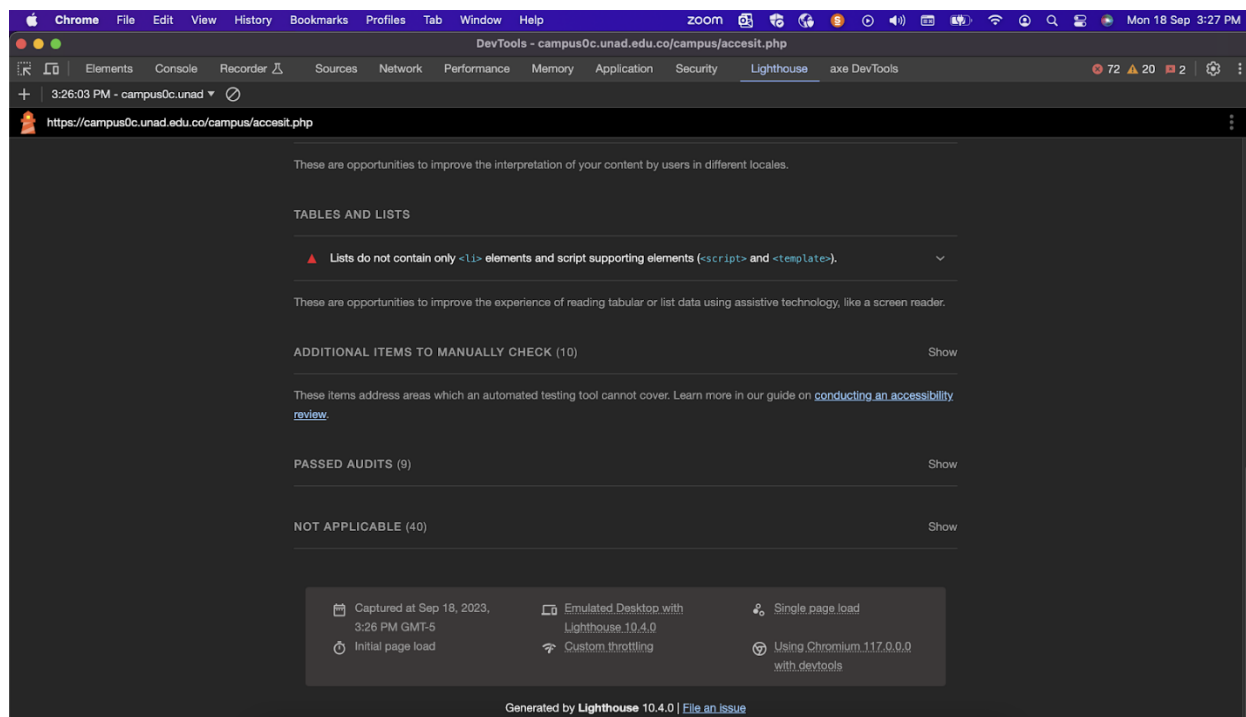 Chrome File Edit View History Bookmarks Profiles Tab Window Help zoom Mon 18 Sep 3:27 PM
DevTools - campus0c.unad.edu.co/campus/accesit.php
Elements Console Recorder Sources Network Performance Memory Application Security Lighthouse axe DevTools 72 20 2
3:26:03 PM - campus0c.unad
https://campus0c.unad.edu.co/campus/accesit.php
These are opportunities to improve the interpretation of your content by users in different locales.
TABLES AND LISTS
Lists do not contain only <li> elements and script supporting elements (<script> and <template>).
These are opportunities to improve the experience of reading tabular or list data using assistive technology, like a screen reader.
ADDITIONAL ITEMS TO MANUALLY CHECK (10) Show
These items address areas which an automated testing tool cannot cover. Learn more in our guide on conducting an accessibility
review.
PASSED AUDITS (9) Show
NOT APPLICABLE (40) Show
Captured at Sep 18, 2023,
3:26 PM GMT-5
Emulated Desktop with
Lighthouse 10.4.0
Single page load
Initial page load
Custom throttling
Using Chromium 117.0.0.0
with devtools
Generated by Lighthouse 10.4.0 | File an issue